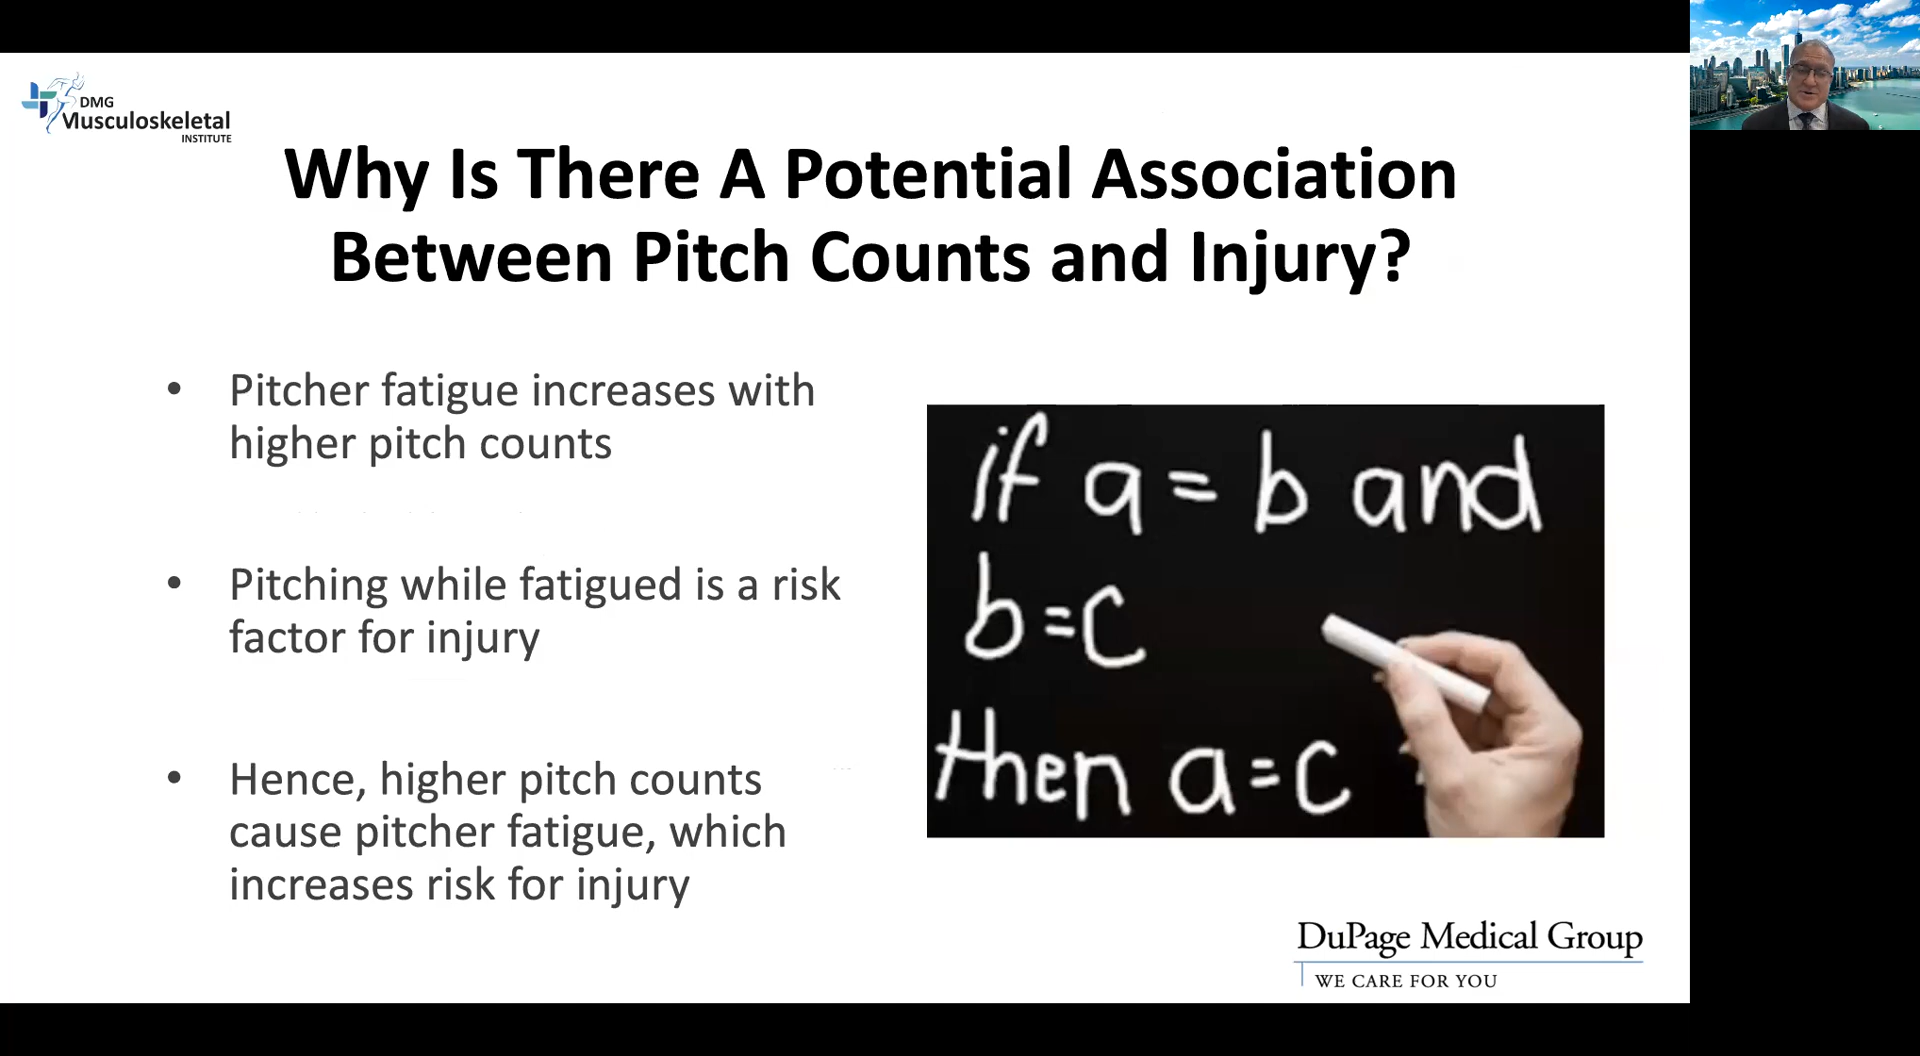 DMG
Musculoskeletal
INSTITUTE
Why Is There A Potential Association
Between Pitch Counts and Injury?
• Pitcher fatigue increases with
higher pitch counts
• Pitching while fatigued is a risk
factor for injury
• Hence, higher pitch counts
cause pitcher fatigue, which
increases risk for injury
if a = b and
b=c
then a=c
DuPage Medical Group
WE CARE FOR YOU